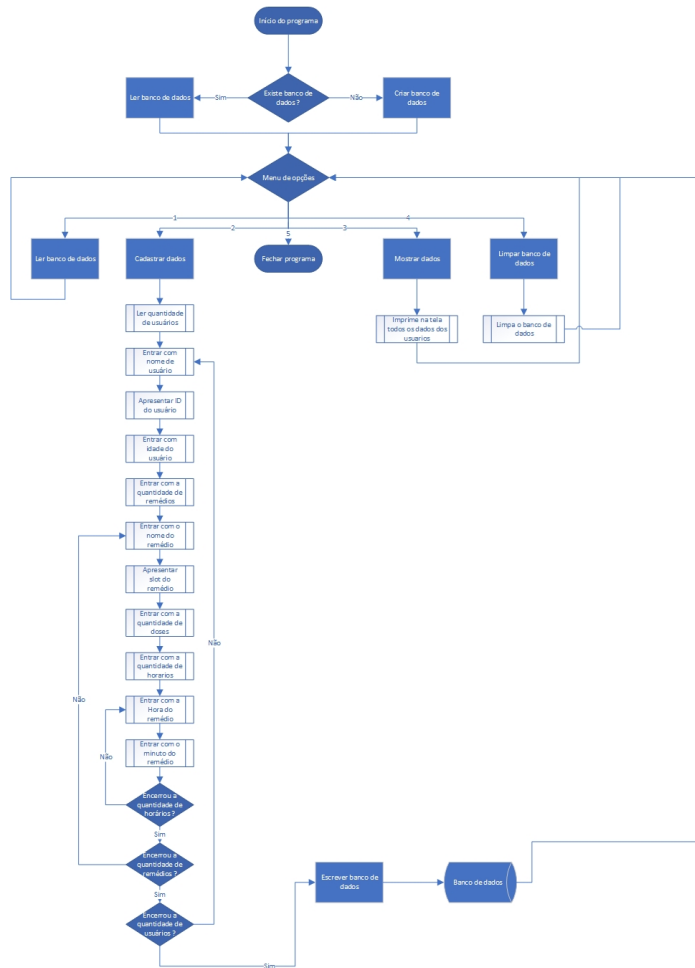 Início do programa
Ler banco de dados
Sim
Existe banco de
dados ?
Não
Criar banco de
dados
Menu de opções
1
2
5
3
4
Ler banco de dados
Cadastrar dados
Fechar programa
Mostrar dados
Limpar banco de
dados
Ler quantidade
de usuários
Imprime na tela
todos os dados dos
usuarios
Limpa o banco de
dados
Entrar com
nome de
usuário
Apresentar ID
do usuário
Entrar com
idade do
usuário
Entrar com a
quantidade de
remédios
Entrar com o
nome do
remédio
Apresentar
slot do
remédio
Entrar com a
quantidade de
doses
Não
Entrar com a
quantidade de
horarios
Não
Entrar com a
Hora do
remédio
Entrar com o
minuto do
remédio
Não
Encerrou a
quantidade de
horários ?
Sim
Encerrou a
quantidade de
remédios ?
Sim
Escrever banco de
dados
Banco de dados
Encerrou a
quantidade de
usuários ?
Sim